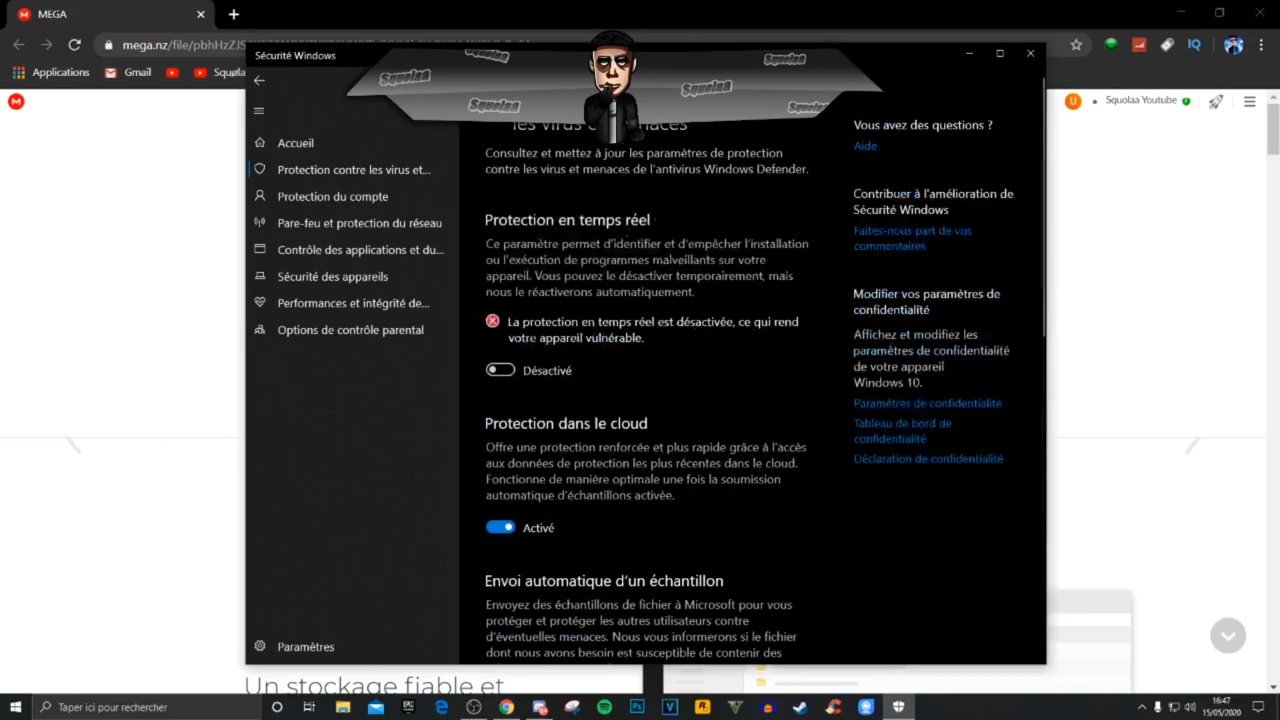 MEGA
mega.nz/file/pbhHzZJS
Applications
Gmail
Squola
Sécurité Windows
Squolaa
Squolaa
Squolaa
Squolaa
Squolaa
Squolaa
Squolaa Youtube
U
Accueil
Protection contre les virus et...
Protection du compte
Pare-feu et protection du réseau
Contrôle des applications et du...
Sécurité des appareils
Performances et intégrité de...
Options de contrôle parental
Paramètres
les virus
Consultez et mettez à jour les paramètres de protection
contre les virus et menaces de l'antivirus Windows Defender.
Protection en temps réel
Ce paramètre permet d'identifier et d'empêcher l'installation
ou l'exécution de programmes malveillants sur votre
appareil. Vous pouvez le désactiver temporairement, mais
nous le réactiverons automatiquement.
La protection en temps réel est désactivée, ce qui rend
votre appareil vulnérable.
Désactivé
Protection dans le cloud
Offre une protection renforcée et plus rapide grâce à l'accès
aux données de protection les plus récentes dans le cloud.
Fonctionne de manière optimale une fois la soumission
automatique d'échantillons activée.
Activé
Envoi automatique d'un échantillon
Envoyez des échantillons de fichier à Microsoft pour vous
protéger et protéger les autres utilisateurs contre
d'éventuelles menaces. Nous vous informerons si le fichier
dont nous avons besoin est susceptible de contenir des
Vous avez des questions ?
Aide
Contribuer à l'amélioration de
Sécurité Windows
Faites-nous part de vos
commentaires
Modifier vos paramètres de
confidentialité
Affichez et modifiez les
paramètres de confidentialité
de votre appareil
Windows 10.
Paramètres de confidentialité
Tableau de bord de
confidentialité
Déclaration de confidentialité
Un stockage fiable et
Taper ici pour rechercher
16:47
15/05/2020